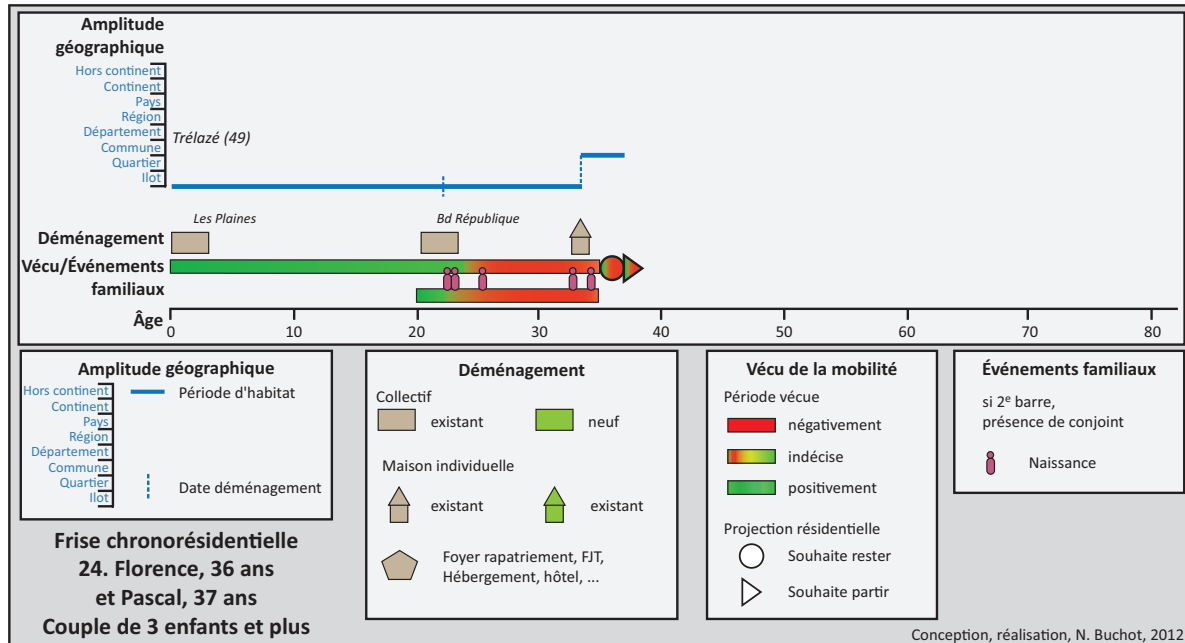 Amplitude
géographique
Hors continent
Continent
Pays
Région
Département
Commune
Quartier
Ilot
Trélazé (49)
Les Plaines
Bd République
Déménagement
Vécu/Événements
familiaux
Âge
0 10 20 30 40 50 60 70 80
Amplitude géographique
Hors continent
Continent
Pays
Région
Département
Commune
Quartier
Ilot
Période d'habitat
Date déménagement
Frise chronorésidentielle
24. Florence, 36 ans
et Pascal, 37 ans
Couple de 3 enfants et plus
Déménagement
Collectif
existant neuf
Maison individuelle
existant existant
Foyer rapatriement, FJT,
Hébergement, hôtel, ...
Vécu de la mobilité
Période vécue
négativement
indécise
positivement
Projection résidentielle
Souhaite rester
Souhaite partir
Événements familiaux
si 2e barre,
présence de conjoint
Naissance
Conception, réalisation, N. Buchot, 2012